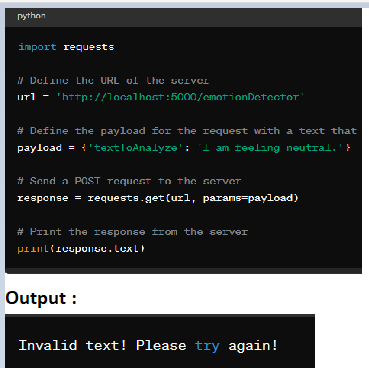 python
import requests
# Define the URL of the server
url = 'http://localhost:5000/emotionDetector'
# Define the payload for the request with a text that
payload = {'textToAnalyze': 'I am feeling neutral.'}
# Send a POST request to the server
response = requests.get(url, params=payload)
# Print the response from the server
print(response.text)
Output :
Invalid text! Please try again!